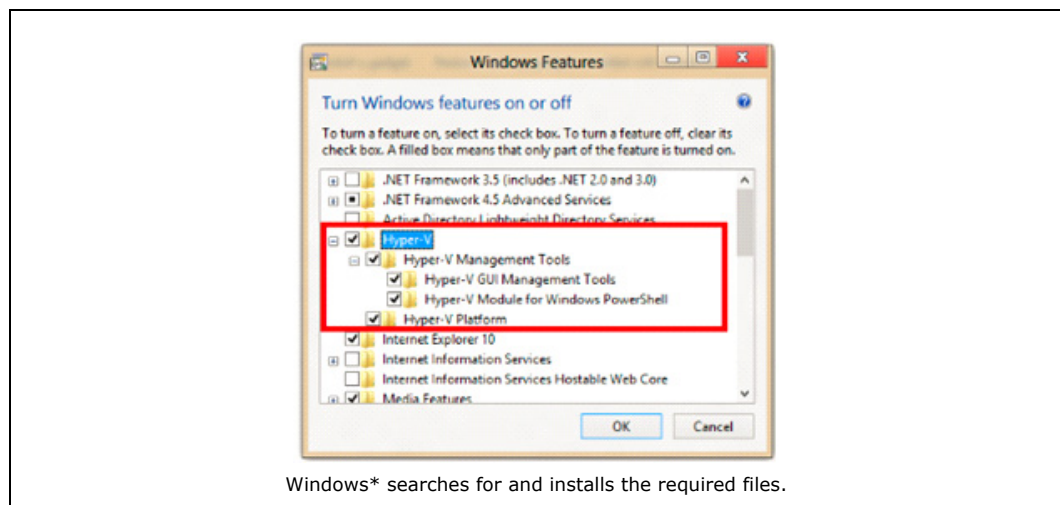 Windows Features
Turn Windows features on or off
To turn a feature on, select its check box. To turn a feature off, clear its
check box. A filled box means that only part of the feature is turned on.
.NET Framework 3.5 (includes .NET 2.0 and 3.0)
.NET Framework 4.5 Advanced Services
Active Directory Lightweight Directory Services
Hyper-V
Hyper-V Management Tools
Hyper-V GUI Management Tools
Hyper-V Module for Windows PowerShell
Hyper-V Platform
Internet Explorer 10
Internet Information Services
Internet Information Services Hostable Web Core
Media Features
OK Cancel
Windows* searches for and installs the required files.